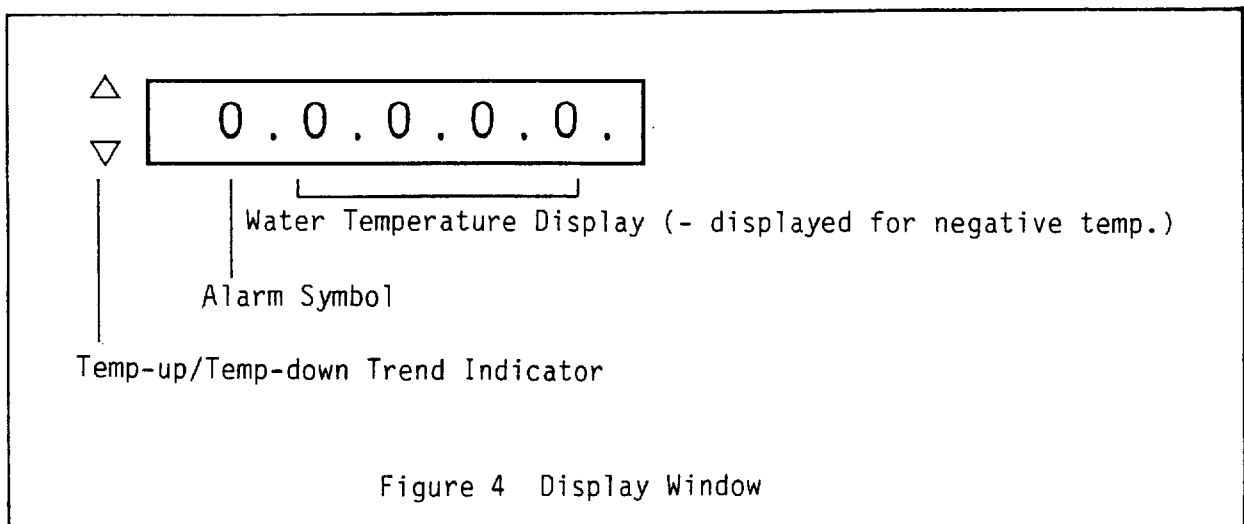 0.0.0.0.0.
Water Temperature Display (- displayed for negative temp.)
Alarm Symbol
Temp-up/Temp-down Trend Indicator
Figure 4 Display Window